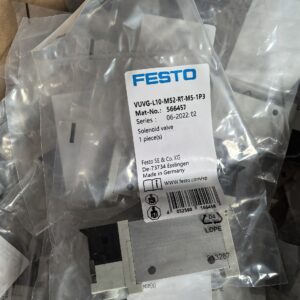 FESTO
VUVG-L10-M52-RT-M5-1P3
Mat-No.: 566457
Series : 06-2022.02
Solenoid valve
1 piece(s)
Festo SE & Co. KG
De-73734 Esslingen
Made in Germany
www.festo.com/sp
04
LDPE